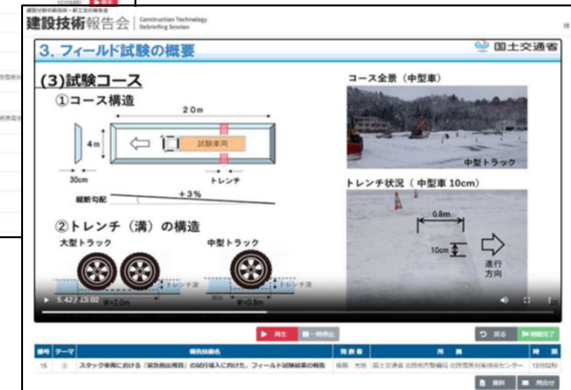 建設技術報告会
Construction Technology
Debriefing Session
3. フィールド試験の概要
国土交通省
(3)試験コース
①コース構造
20m
4m
試験車両
30cm
トレンチ
縦断勾配
+3%
②トレンチ（溝）の構造
大型トラック
中型トラック
トレンチ深
W=2.0m
W=0.8m
コース全景（中型車）
中型トラック
トレンチ状況（中型車 10cm）
0.8m
10cm
進行
方向
5:42 / 13:02
再生
一時停止
戻る
視聴完了
番号
テーマ
報告技術名
発表者
所属
時間
15
スタック車両における「緊急脱出用具」の試行導入に向けた、フィールド試験結果の報告
国土交通省
資料
問合せ